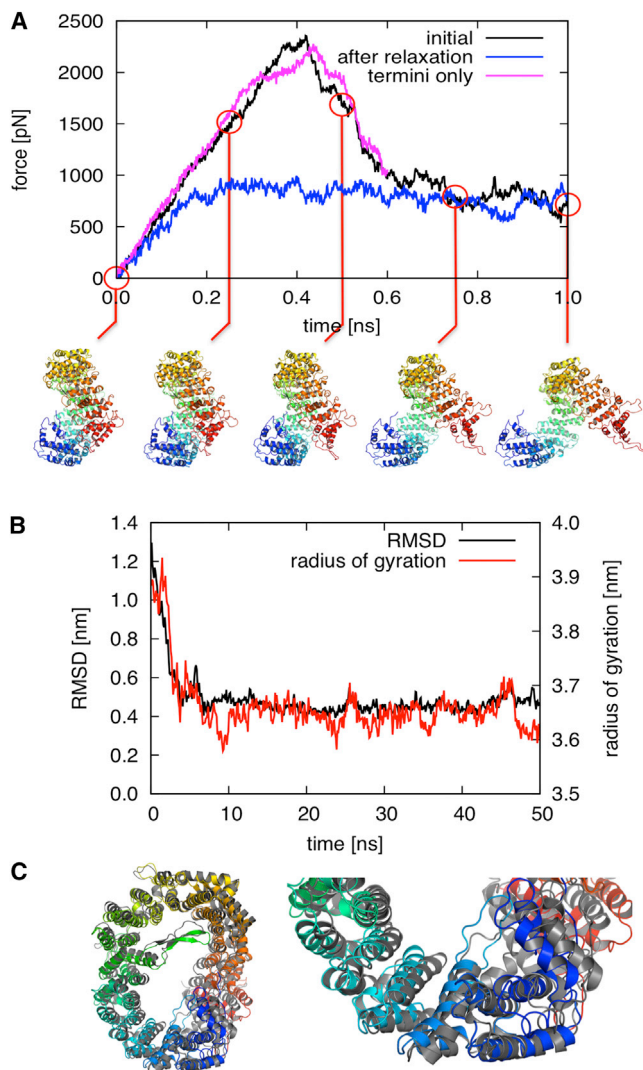 A
2500
2000
1500
1000
500
0
force [pN]
initial
after relaxation
termini only
0.0 0.2 0.4 0.6 0.8 1.0
time [ns]
B
1.4
1.2
1.0
0.8
0.6
0.4
0.2
0.0
RMSD [nm]
RMSD
radius of gyration
4.0
3.9
3.8
3.7
3.6
3.5
radius of gyration [nm]
0 10 20 30 40 50
time [ns]
C